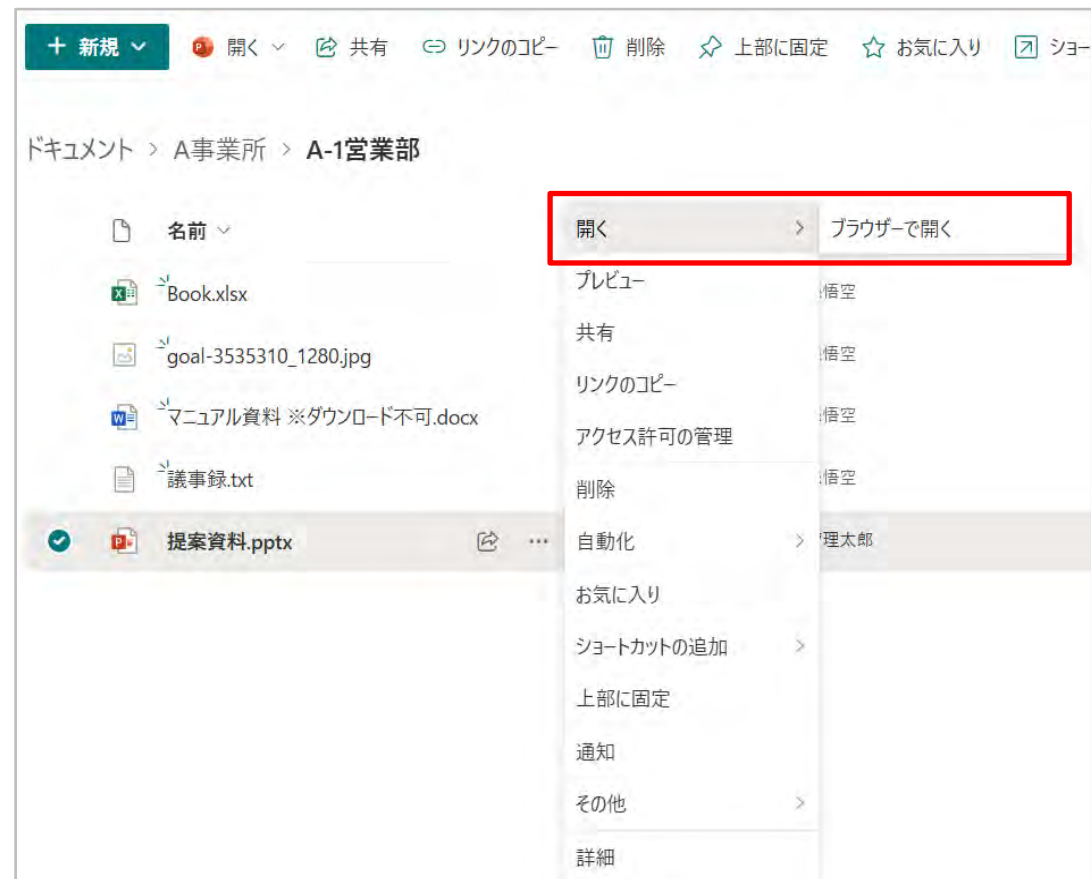 + 新規 開く 共有 リンクのコピー 削除 上部に固定 お気に入り ショー
ドキュメント > A事業所 > A-1営業部
名前
開く > ブラウザーで開く
Book.xlsx
プレビュー
悟空
goal-3535310_1280.jpg
共有
悟空
リンクのコピー
マニュアル資料 ※ダウンロード不可.docx
悟空
アクセス許可の管理
議事録.txt
悟空
削除
提案資料.pptx ... 自動化 > 理太郎
お気に入り
ショートカットの追加 >
上部に固定
通知
その他 >
詳細